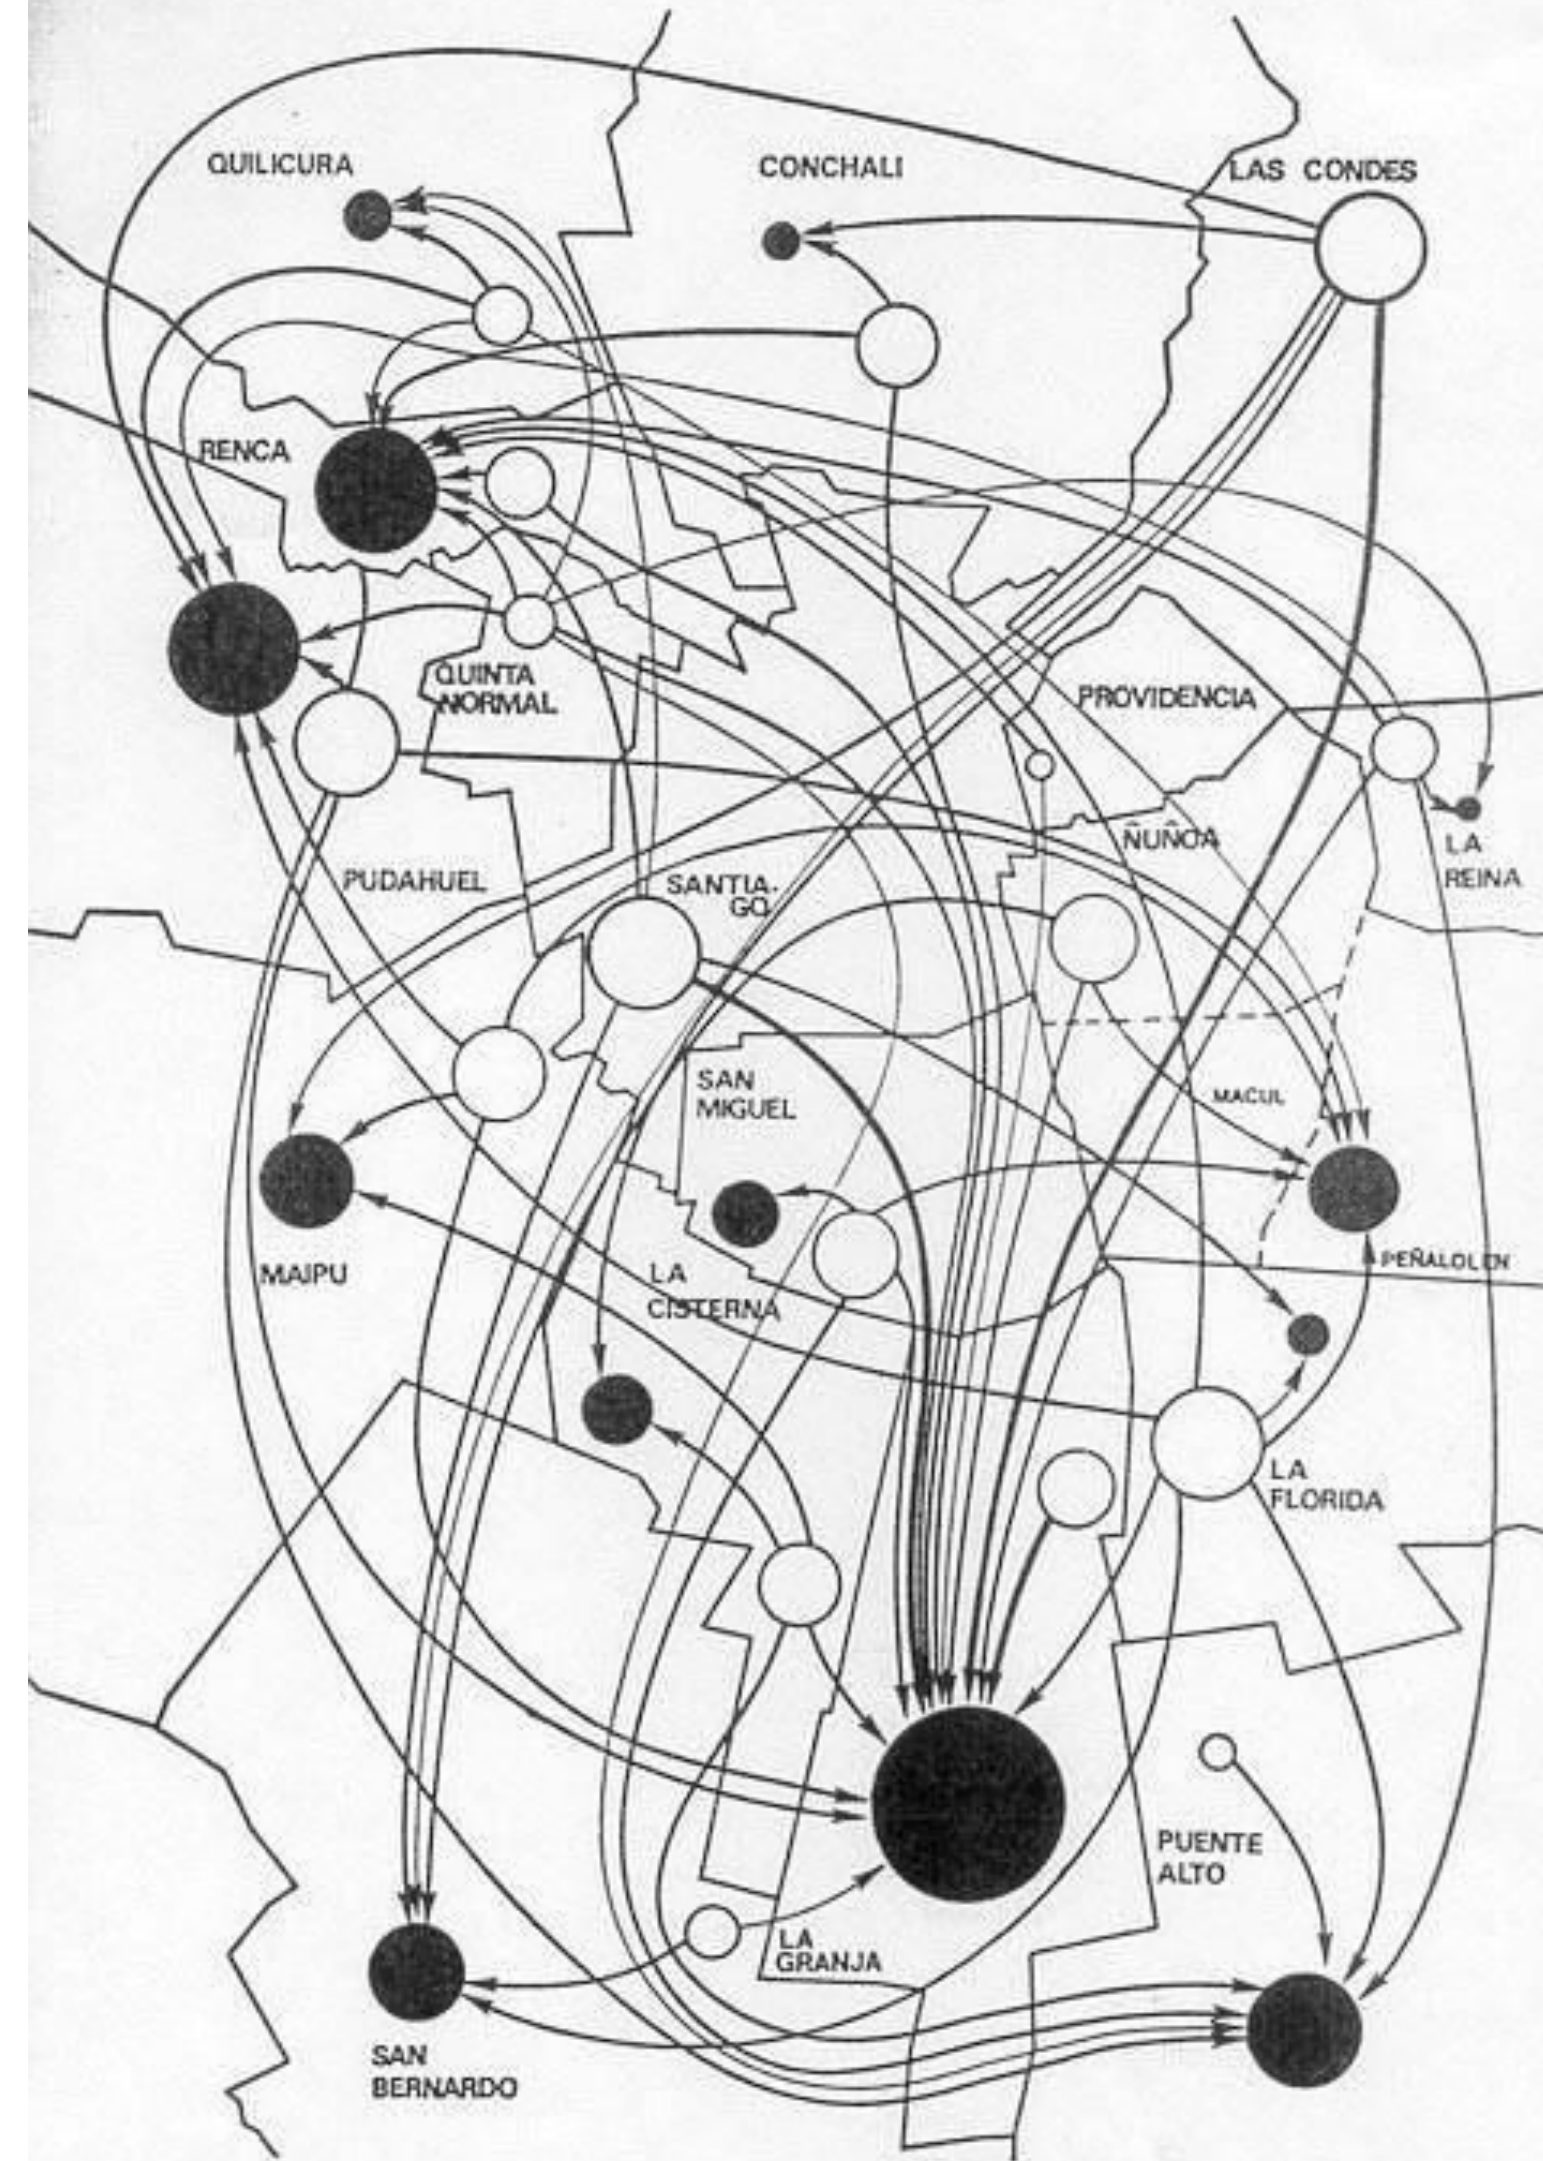 QUILICURA
CONCHALI
LAS CONDES
RENCA
QUINTA
NORMAL
PROVIDENCIA
ÑUÑOA
LA
REINA
PUDAHUEL
SANTIA-
GO
SAN
MIGUEL
MACUL
PEÑALOLEN
MAIPU
LA
CISTERNA
LA
FLORIDA
PUENTE
ALTO
LA
GRANJA
SAN
BERNARDO